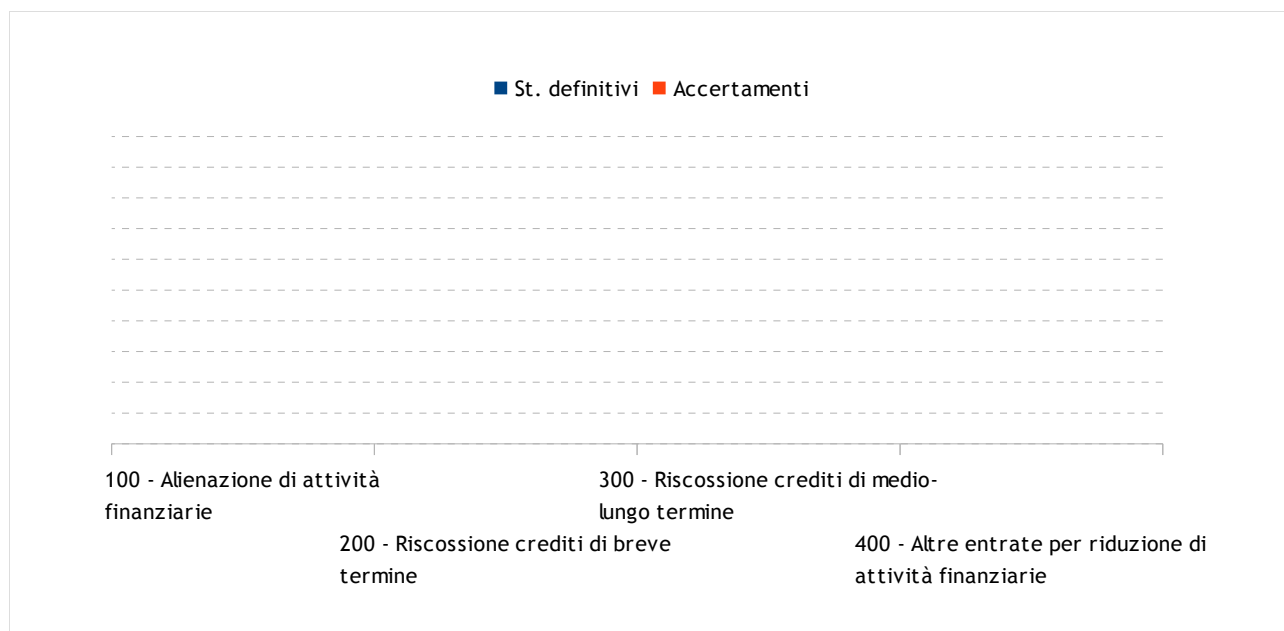 St. definitivi Accertamenti
100 - Alienazione di attività
finanziarie
200 - Riscossione crediti di breve
termine
300 - Riscossione crediti di medio-
lungo termine
400 - Altre entrate per riduzione di
attività finanziarie